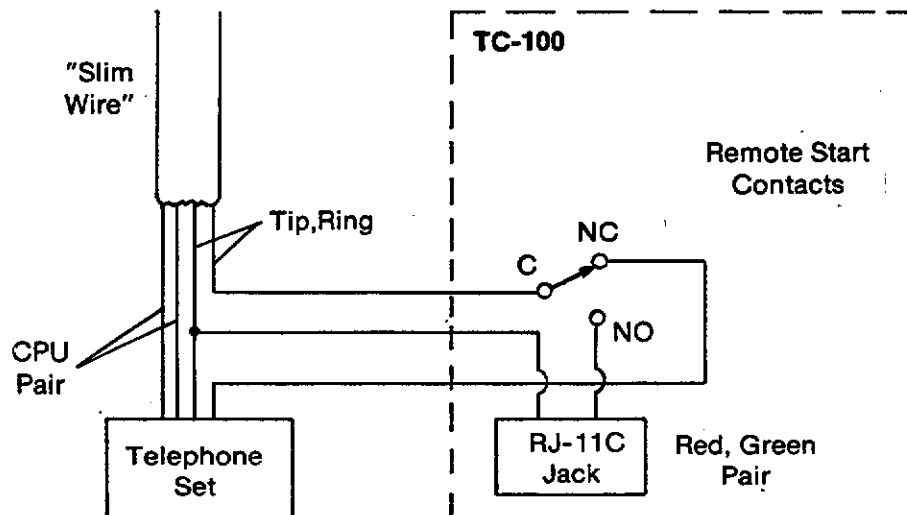 TC-100
"Slim
Wire"
Remote Start
Contacts
Tip,Ring
NC
C
NO
CPU
Pair
Telephone
Set
RJ-11C
Jack
Red, Green
Pair